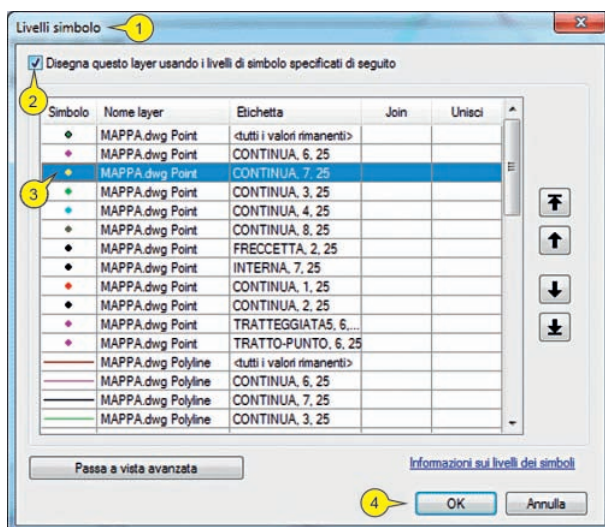 Livelli simbolo
1
Disegna questo layer usando i livelli di simbolo specificati di seguito
2
Simbolo Nome layer Etichetta Join Unisci
MAPPA.dwg Point <tutti i valori rimanenti>
MAPPA.dwg Point CONTINUA, 6, 25
3 MAPPA.dwg Point CONTINUA, 7, 25
MAPPA.dwg Point CONTINUA, 3, 25
MAPPA.dwg Point CONTINUA, 4, 25
MAPPA.dwg Point CONTINUA, 8, 25
MAPPA.dwg Point FRECCETTA, 2, 25
MAPPA.dwg Point INTERNA, 7, 25
MAPPA.dwg Point CONTINUA, 1, 25
MAPPA.dwg Point CONTINUA, 2, 25
MAPPA.dwg Point TRATTEGGIATA5, 6,...
MAPPA.dwg Point TRATTO-PUNTO, 6, 25
MAPPA.dwg Polyline <tutti i valori rimanenti>
MAPPA.dwg Polyline CONTINUA, 6, 25
MAPPA.dwg Polyline CONTINUA, 7, 25
MAPPA.dwg Polyline CONTINUA, 3, 25
Passa a vista avanzata
Informazioni sui livelli dei simboli
4 OK Annulla